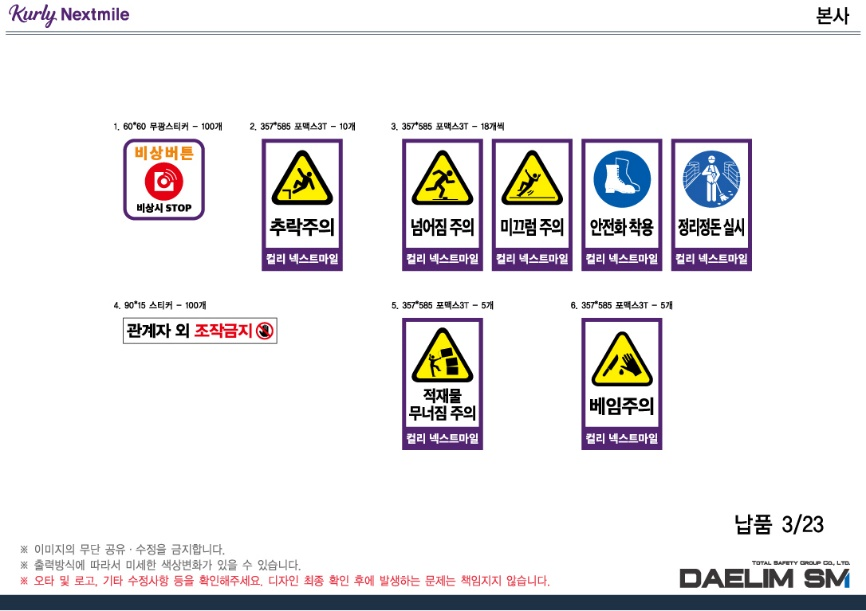 Kurly Nextmile
본사
1. 60*60 무광스티커 - 100개
2. 357*585 포맥스3T - 10개
3. 357*585 포맥스3T - 18개씩
비상버튼
비상시 STOP
추락주의
컬리 넥스트마일
넘어짐 주의
컬리 넥스트마일
미끄럼 주의
컬리 넥스트마일
안전화 착용
컬리 넥스트마일
정리정돈 실시
컬리 넥스트마일
4. 90*15 스티커 - 100개
5. 357*585 포맥스3T - 5개
6. 357*585 포맥스3T - 5개
관계자 외 조작금지
적재물
무너짐 주의
컬리 넥스트마일
베임주의
컬리 넥스트마일
납품 3/23
※ 이미지의 무단 공유 · 수정을 금지합니다.
※ 출력방식에 따라서 미세한 색상변화가 있을 수 있습니다.
※ 오타 및 로고, 기타 수정사항 등을 확인해주세요. 디자인 최종 확인 후에 발생하는 문제는 책임지지 않습니다.
TOTAL SAFETY GROUP CO., LTD.
DAELIM SM